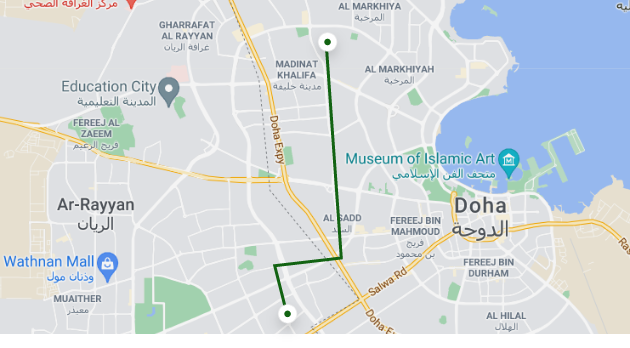 مركز الغرافة الصحي
AL MARKHIYA
المرخية
GHARRAFAT
AL RAYYAN
غرافة الريان
MADINAT
KHALIFA
مدينة خليفة
AL MARKHIYAH
المرخية
Education City
المدينة التعليمية
FEREEJ AL
ZAEEM
فريج الزعيم
Doha Expy
Museum of Islamic Art
متحف الفن الإسلامي
Ar-Rayyan
الريان
AL SADD
السد
FEREEJ BIN
MAHMOUD
فريج
بن محمود
Doha
الدوحة
Wathnan Mall
وذنان مول
FEREEJ BIN
DURHAM
MUAITHER
معيذر
Salwa Rd
Doha Exp
AL HILAL
الهلال